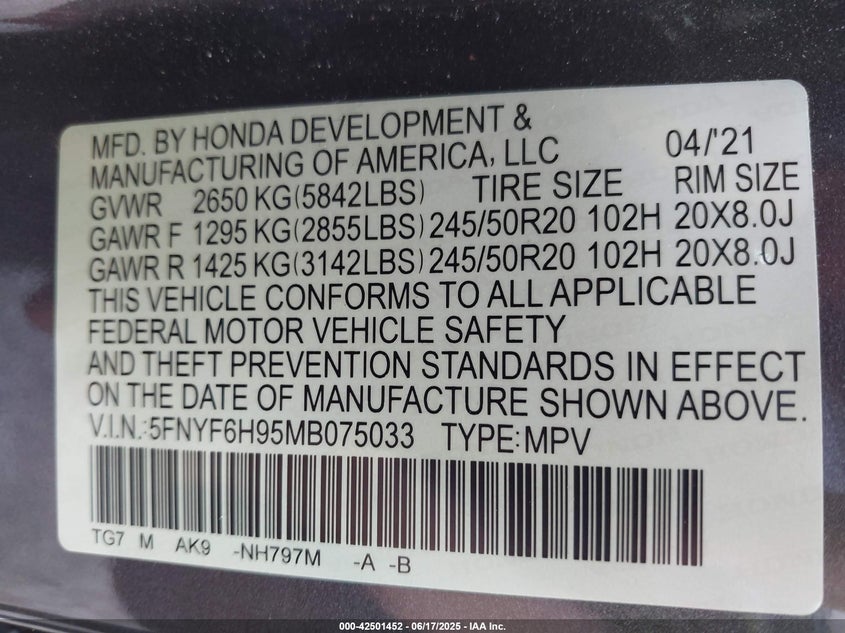 MFD. BY HONDA DEVELOPMENT &
MANUFACTURING OF AMERICA, LLC 04/'21
GVWR 2650 KG(5842LBS) TIRE SIZE RIM SIZE
GAWR F 1295 KG(2855LBS) 245/50R20 102H 20X8.0J
GAWR R 1425 KG(3142LBS) 245/50R20 102H 20X8.0J
THIS VEHICLE CONFORMS TO ALL APPLICABLE
FEDERAL MOTOR VEHICLE SAFETY
AND THEFT PREVENTION STANDARDS IN EFFECT
ON THE DATE OF MANUFACTURE SHOWN ABOVE.
V.I.N.:5FNYF6H95MB075033 TYPE:MPV
TG7 M AK9 -NH797M -A -B
000-42501452 - 06/17/2025 - IAA Inc.